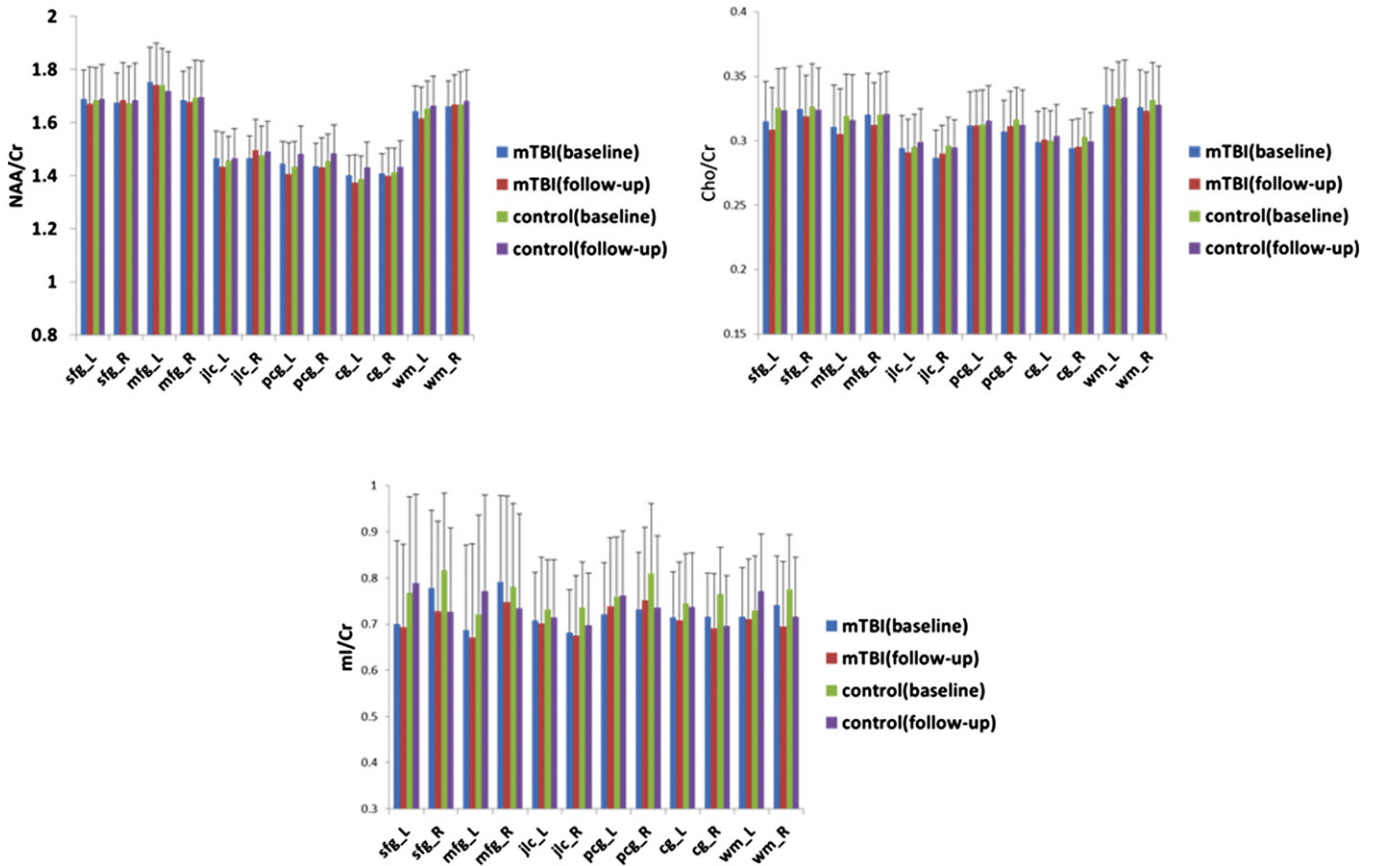 2
1.8
1.6
1.4
1.2
1
0.8
NAA/Cr
sfg_L sfg_R mfg_L mfg_R jlc_L jlc_R pcg_L pcg_R cg_L cg_R wm_L wm_R
mTBI(baseline)
mTBI(follow-up)
control(baseline)
control(follow-up)
0.4
0.35
0.3
0.25
0.2
0.15
Cho/Cr
sfg_L sfg_R mfg_L mfg_R jlc_L jlc_R pcg_L pcg_R cg_L cg_R wm_L wm_R
mTBI(baseline)
mTBI(follow-up)
control(baseline)
control(follow-up)
1
0.9
0.8
0.7
0.6
0.5
0.4
0.3
mI/Cr
sfg_L sfg_R mfg_L mfg_R jlc_L jlc_R pcg_L pcg_R cg_L cg_R wm_L wm_R
mTBI(baseline)
mTBI(follow-up)
control(baseline)
control(follow-up)